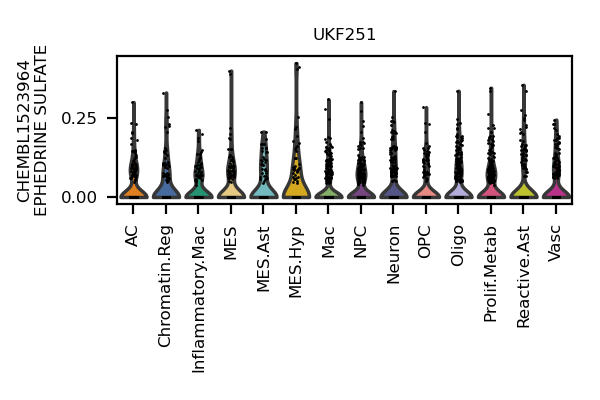 UKF251
CHEMBL1523964
EPHEDRINE SULFATE
0.25
0.00
AC
Chromatin.Reg
Inflammatory.Mac
MES
MES.Ast
MES.Hyp
Mac
NPC
Neuron
OPC
Oligo
Prolif.Metab
Reactive.Ast
Vasc